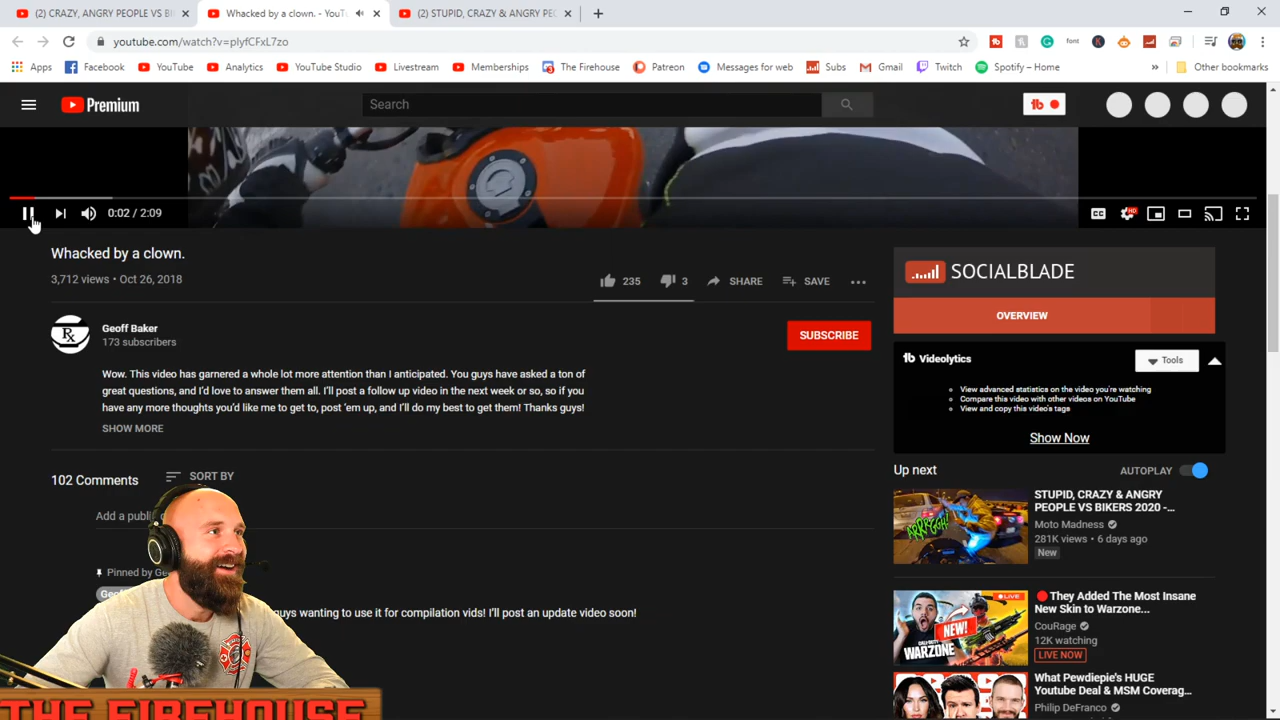 (2) CRAZY, ANGRY PEOPLE VS BI
Whacked by a clown. - YouT
(2) STUPID, CRAZY & ANGRY PEO
youtube.com/watch?v=plyfCFxL7zo
Apps
Facebook
YouTube
Analytics
YouTube Studio
Livestream
Memberships
The Firehouse
Patreon
Messages for web
Subs
Gmail
Twitch
Spotify – Home
»
Other bookmarks
Premium
Search
tb
0:02 / 2:09
CC
HD
Whacked by a clown.
3,712 views • Oct 26, 2018
235
3
SHARE
SAVE
Rx
Geoff Baker
173 subscribers
SUBSCRIBE
Wow. This video has garnered a whole lot more attention than I anticipated. You guys have asked a ton of
great questions, and I'd love to answer them all. I'll post a follow up video in the next week or so, so if you
have any more thoughts you'd like me to get to, post 'em up, and I'll do my best to get them! Thanks guys!
SHOW MORE
102 Comments
SORT BY
Add a publi
Pinned by Ge
Geoff
guys wanting to use it for compilation vids! I'll post an update video soon!
THE FIREHOUSE
SOCIALBLADE
OVERVIEW
tb Videolytics
Tools
View advanced statistics on the video you're watching
Compare this video with other videos on YouTube
View and copy this video's tags
Show Now
Up next
AUTOPLAY
ARRRGGH!
STUPID, CRAZY & ANGRY
PEOPLE VS BIKERS 2020 -...
Moto Madness
281K views • 6 days ago
New
LIVE
NEW!
WARZONE
They Added The Most Insane
New Skin to Warzone...
CouRage
12K watching
LIVE NOW
What Pewdiepie's HUGE
Youtube Deal & MSM Coverag...
Philip DeFranco